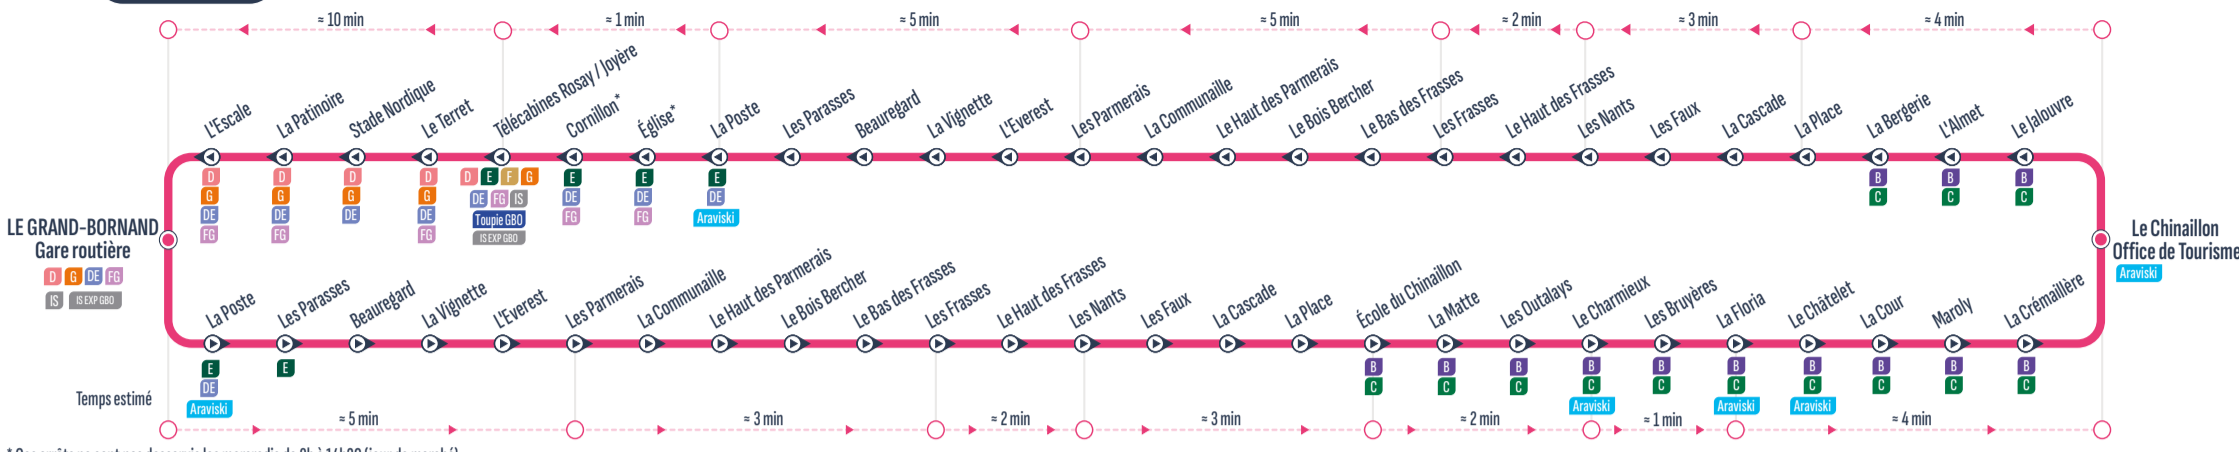 ≈ 10 min ≈ 1 min ≈ 5 min ≈ 5 min ≈ 2 min ≈ 3 min ≈ 4 min
L'Escale
La Patinoire
Stade Nordique
Le Terret
Télécabines Rosay / Joyère
Cornillon*
Église*
La Poste
Les Parasses
Beauregard
La Vignette
L'Everest
Les Parmerais
La Communaille
Le Haut des Parmerais
Le Bois Bercher
Le Bas des Frasses
Les Frasses
Le Haut des Frasses
Les Nants
Les Faux
La Cascade
La Place
La Bergerie
L'Almet
Le Jalouvre
D D D D D E F G E E E B B B
G G G G DE FG IS DE DE DE C C C
DE DE DE DE Toupie GBO FG FG Araviski
FG FG FG IS EXP GBO
LE GRAND-BORNAND
Gare routière
D G DE FG
IS IS EXP GBO
Le Chinaillon
Office de Tourisme
Araviski
La Poste
Les Parasses
Beauregard
La Vignette
L'Everest
Les Parmerais
La Communaille
Le Haut des Parmerais
Le Bois Bercher
Le Bas des Frasses
Les Frasses
Le Haut des Frasses
Les Nants
Les Faux
La Cascade
La Place
École du Chinaillon
La Matte
Les Outalays
Le Charmieux
Les Bruyères
La Floria
Le Châtelet
La Cour
Maroly
La Crémaillère
E E B B B B B B B B B B
DE C C C C C C C C C C
Araviski Araviski Araviski Araviski
Temps estimé
≈ 5 min ≈ 3 min ≈ 2 min ≈ 3 min ≈ 2 min ≈ 1 min ≈ 4 min